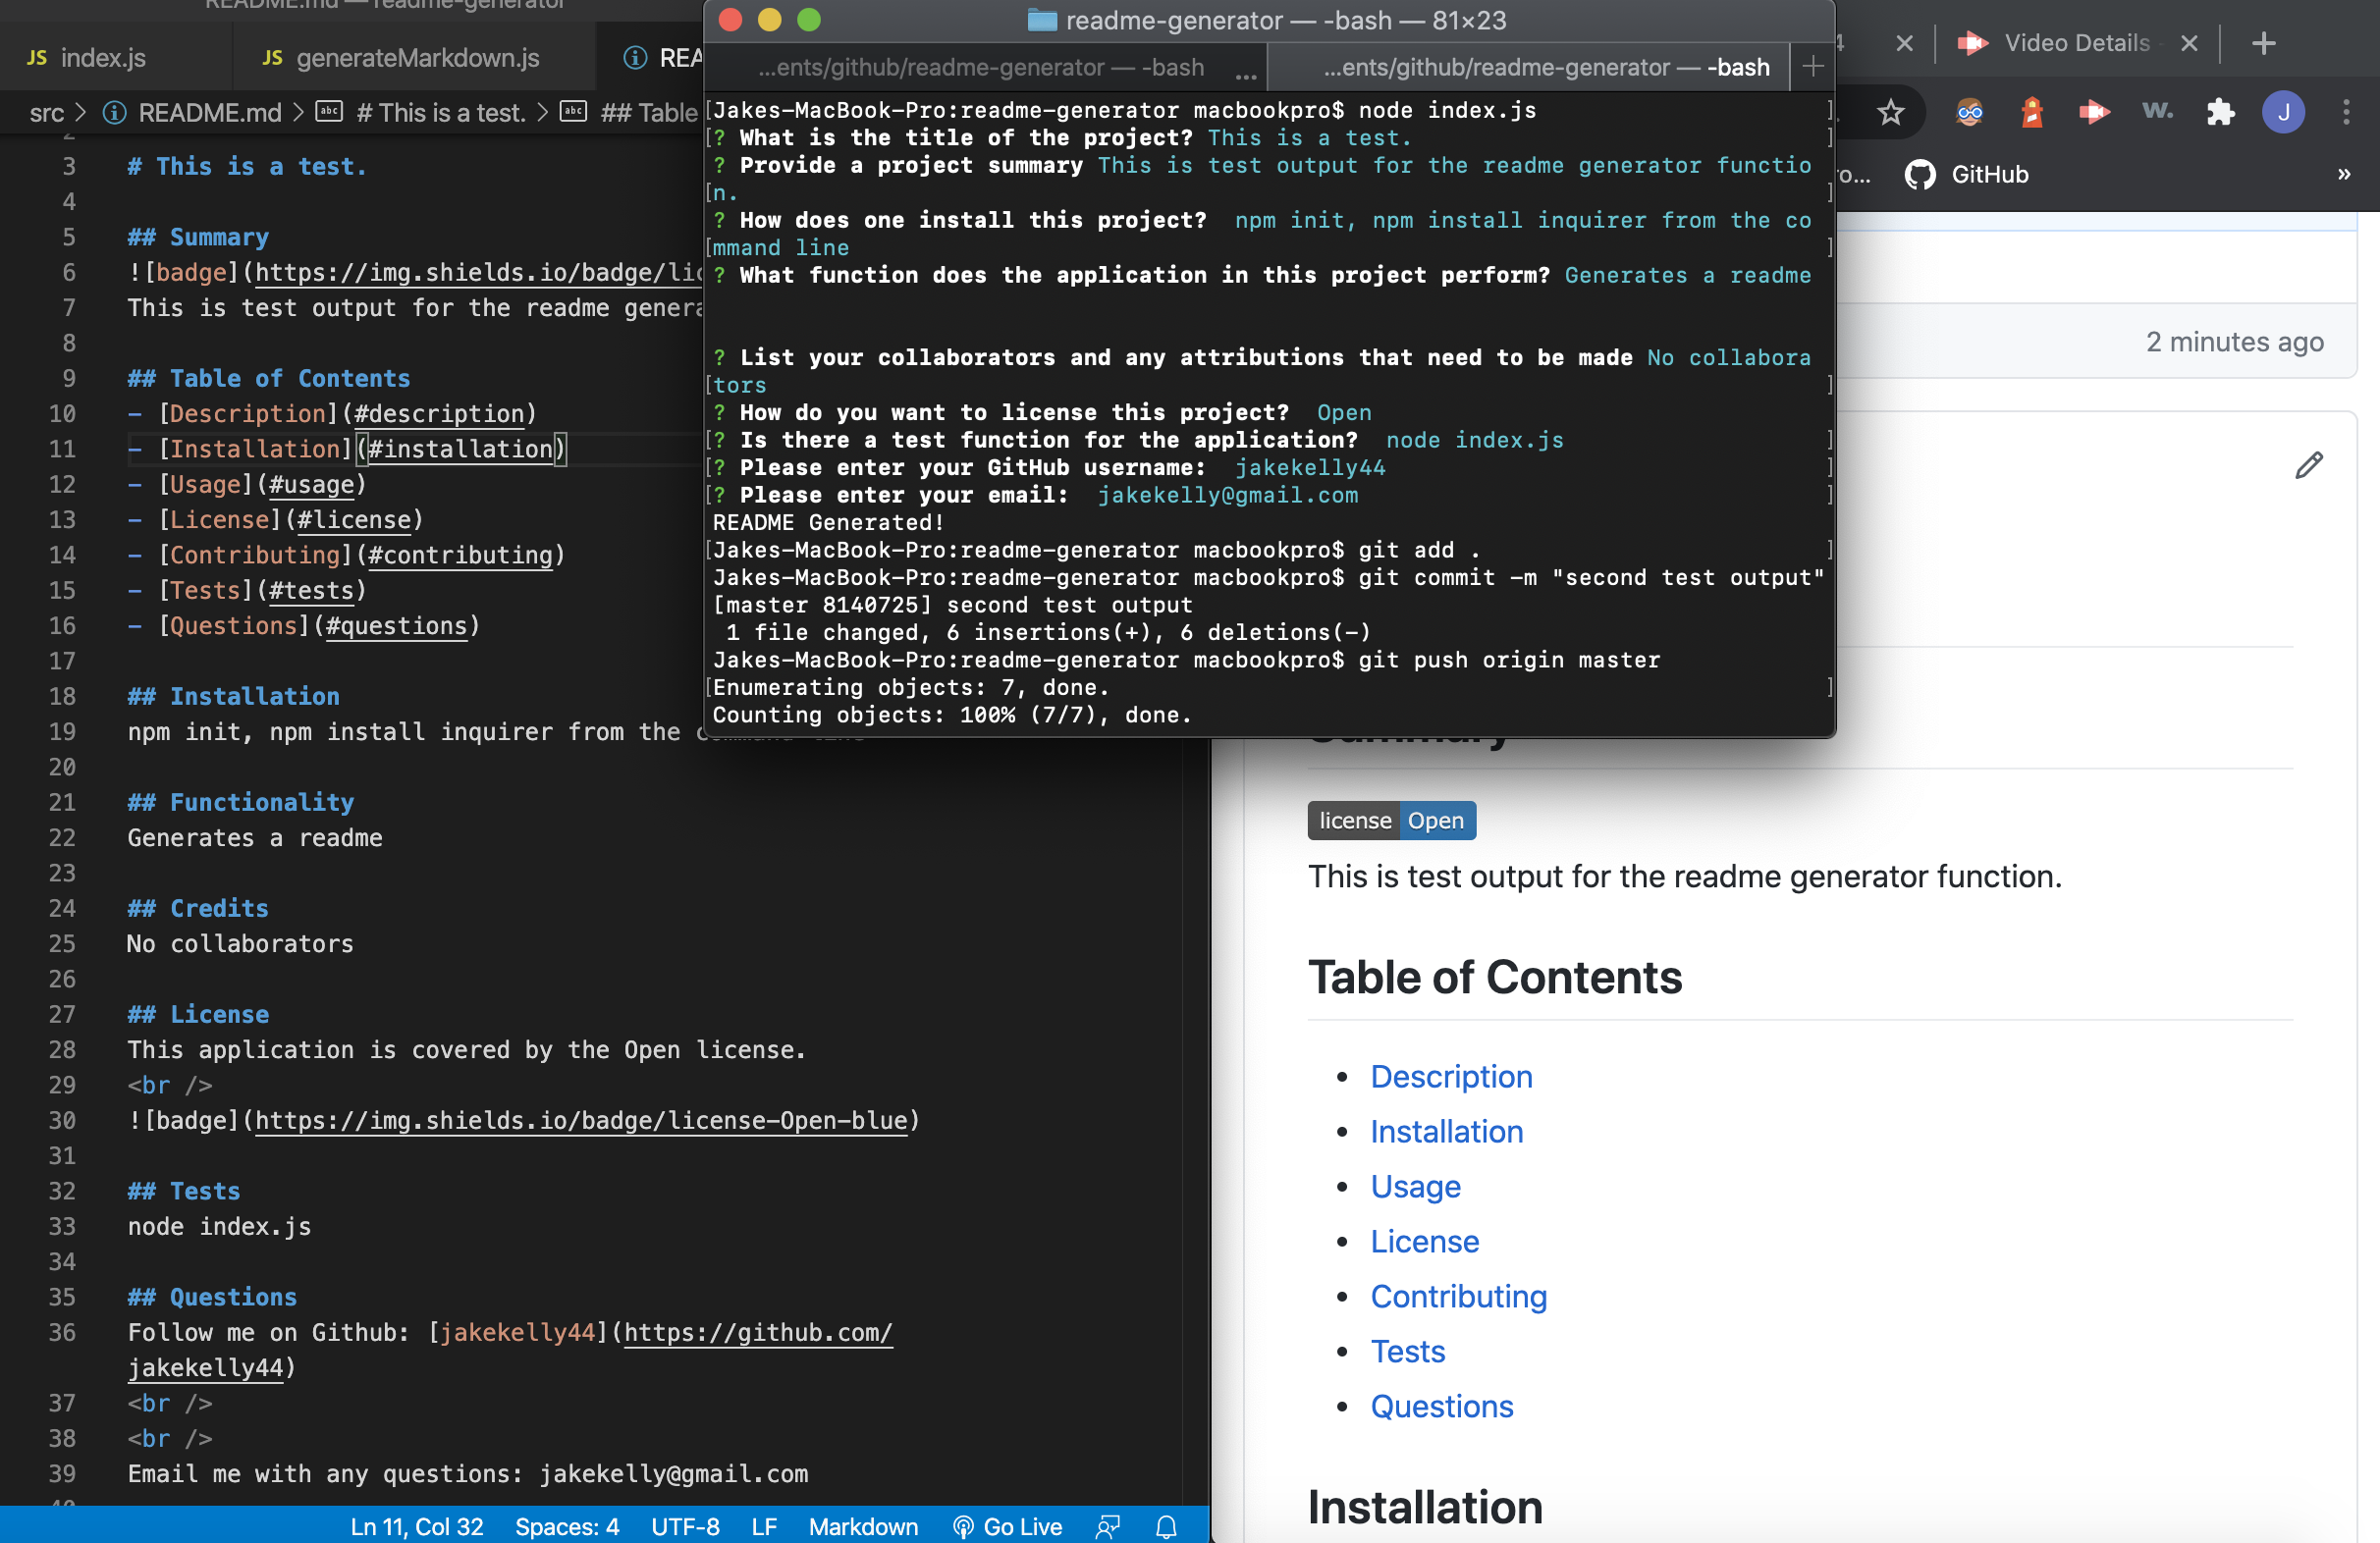 README.md — readme-generator
JS index.js
JS generateMarkdown.js
REA
src > README.md > abc # This is a test. > abc ## Table
2
3 # This is a test.
4
5 ## Summary
6 ![badge](https://img.shields.io/badge/lic
7 This is test output for the readme genera
8
9 ## Table of Contents
10 - [Description](#description)
11 - [Installation](#installation)
12 - [Usage](#usage)
13 - [License](#license)
14 - [Contributing](#contributing)
15 - [Tests](#tests)
16 - [Questions](#questions)
17
18 ## Installation
19 npm init, npm install inquirer from the command line
20
21 ## Functionality
22 Generates a readme
23
24 ## Credits
25 No collaborators
26
27 ## License
28 This application is covered by the Open license.
29 <br />
30 ![badge](https://img.shields.io/badge/license-Open-blue)
31
32 ## Tests
33 node index.js
34
35 ## Questions
36 Follow me on Github: [jakekelly44](https://github.com/
jakekelly44)
37 <br />
38 <br />
39 Email me with any questions: jakekelly@gmail.com
40
Ln 11, Col 32 Spaces: 4 UTF-8 LF Markdown Go Live
readme-generator — -bash — 81×23
...ents/github/readme-generator — -bash ...
...ents/github/readme-generator — -bash
[Jakes-MacBook-Pro:readme-generator macbookpro$ node index.js ]
[? What is the title of the project? This is a test. ]
? Provide a project summary This is test output for the readme generator functio
[n. ]
? How does one install this project?  npm init, npm install inquirer from the co
[mmand line ]
? What function does the application in this project perform? Generates a readme
? List your collaborators and any attributions that need to be made No collabora
[tors ]
? How do you want to license this project?  Open
[? Is there a test function for the application?  node index.js ]
[? Please enter your GitHub username:  jakekelly44 ]
[? Please enter your email:  jakekelly@gmail.com ]
README Generated!
[Jakes-MacBook-Pro:readme-generator macbookpro$ git add . ]
Jakes-MacBook-Pro:readme-generator macbookpro$ git commit -m "second test output"
[master 8140725] second test output
1 file changed, 6 insertions(+), 6 deletions(-)
Jakes-MacBook-Pro:readme-generator macbookpro$ git push origin master
[Enumerating objects: 7, done. ]
Counting objects: 100% (7/7), done.
4
Video Details -
w.
J
ro...
GitHub
»
2 minutes ago
Summary
license Open
This is test output for the readme generator function.
Table of Contents
• Description
• Installation
• Usage
• License
• Contributing
• Tests
• Questions
Installation